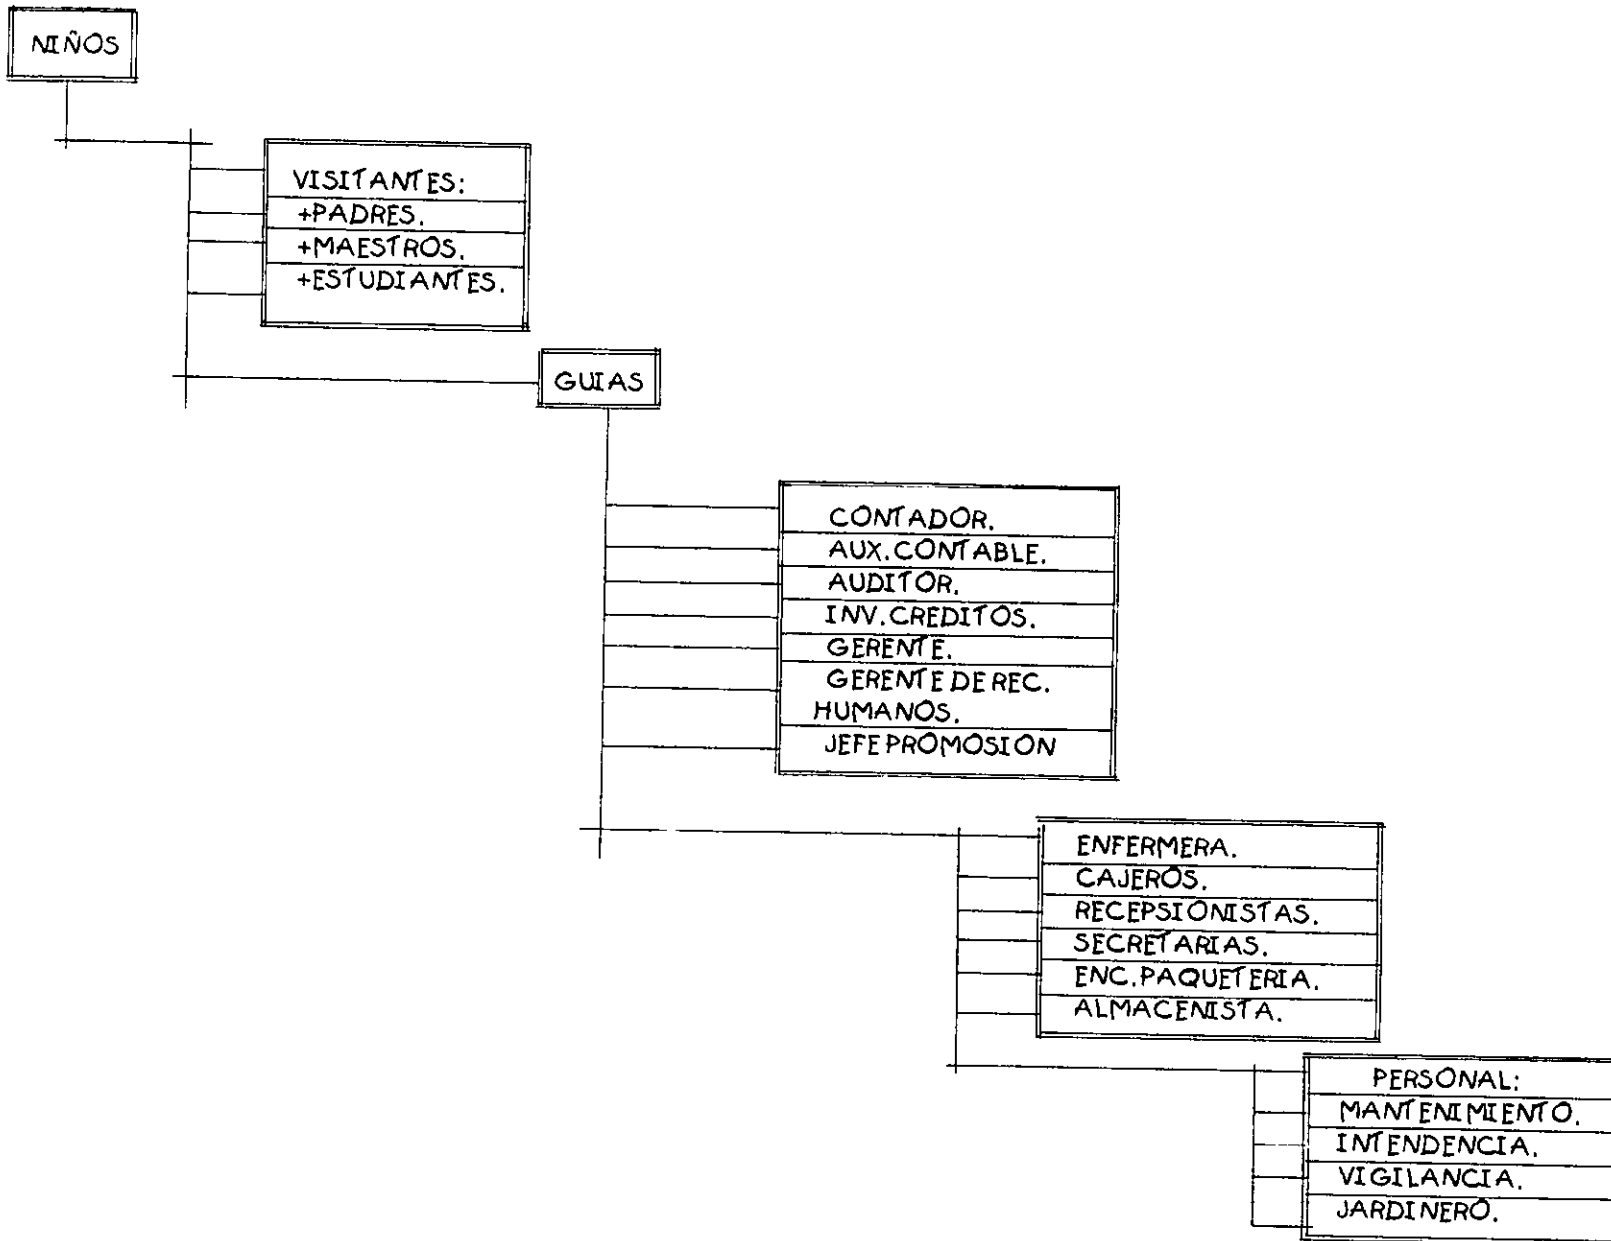 NIÑOS
VISITANTES:
+PADRES.
+MAESTROS.
+ESTUDIANTES.
GUIAS
CONTADOR.
AUX.CONTABLE.
AUDITOR.
INV.CREDITOS.
GERENTE.
GERENTE DE REC.
HUMANOS.
JEFE PROMOSION
ENFERMERA.
CAJEROS.
RECEPSIONISTAS.
SECRETARIAS.
ENC.PAQUETERIA.
ALMACENISTA.
PERSONAL:
MANTENIMIENTO.
INTENDENCIA.
VIGILANCIA.
JARDINERO.